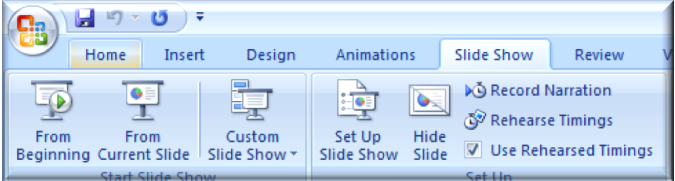 Home Insert Design Animations Slide Show Review
From Beginning
From Current Slide
Custom Slide Show
Set Up Slide Show
Hide Slide
Record Narration
Rehearse Timings
Use Rehearsed Timings
Start Slide Show
Set Up